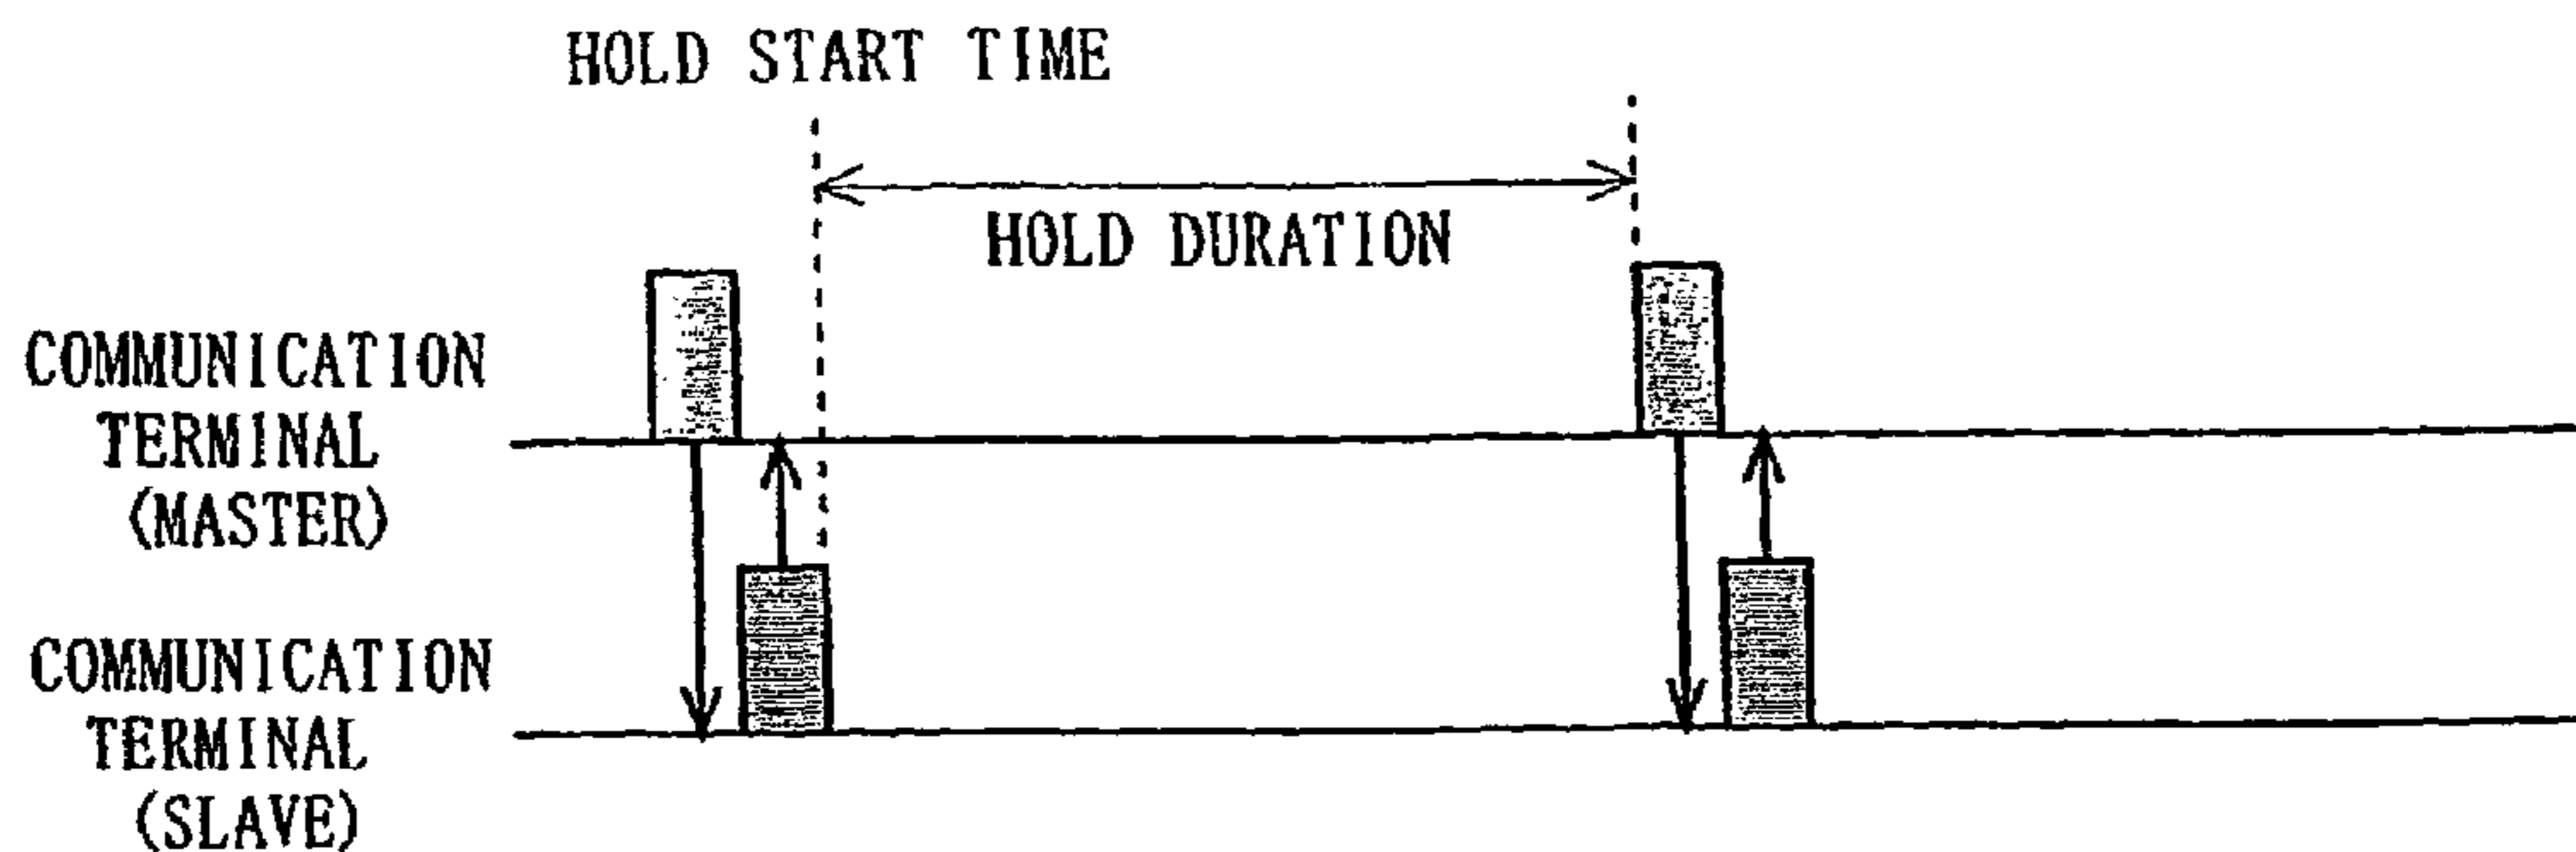 HOLD START TIME
HOLD DURATION
COMMUNICATION
TERMINAL
(MASTER)
COMMUNICATION
TERMINAL
(SLAVE)